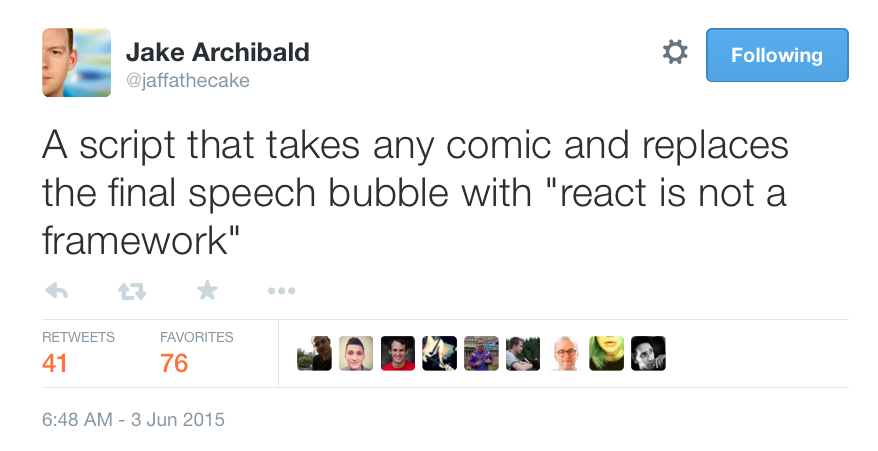 Jake Archibald
@jaffathecake
Following
A script that takes any comic and replaces
the final speech bubble with "react is not a
framework"
RETWEETS FAVORITES
41 76
6:48 AM - 3 Jun 2015